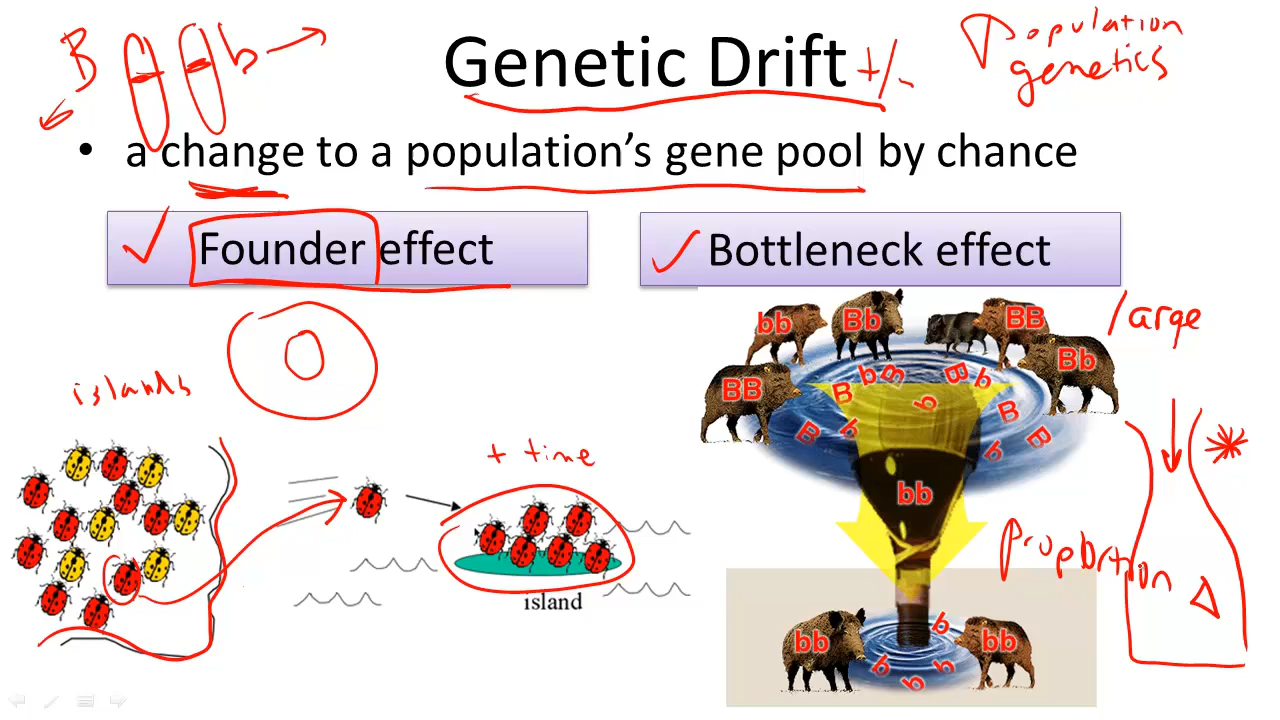 B b
Genetic Drift +/-
Population
genetics
• a change to a population's gene pool by chance
Founder effect
Bottleneck effect
large
bb Bb BB
BB Bb
b B B b
B b B
B b b B
islands
+ time
bb
Proportion Δ
island
bb bb
b
b b
b